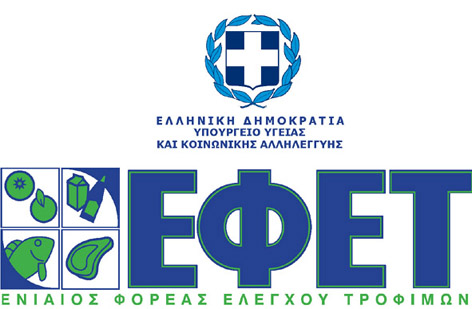 ΕΛΛΗΝΙΚΗ ΔΗΜΟΚΡΑΤΙΑ
ΥΠΟΥΡΓΕΙΟ ΥΓΕΙΑΣ
ΚΑΙ ΚΟΙΝΩΝΙΚΗΣ ΑΛΛΗΛΕΓΓΥΗΣ
ΕΦΕΤ
ΕΝΙΑΙΟΣ ΦΟΡΕΑΣ ΕΛΕΓΧΟΥ ΤΡΟΦΙΜΩΝ